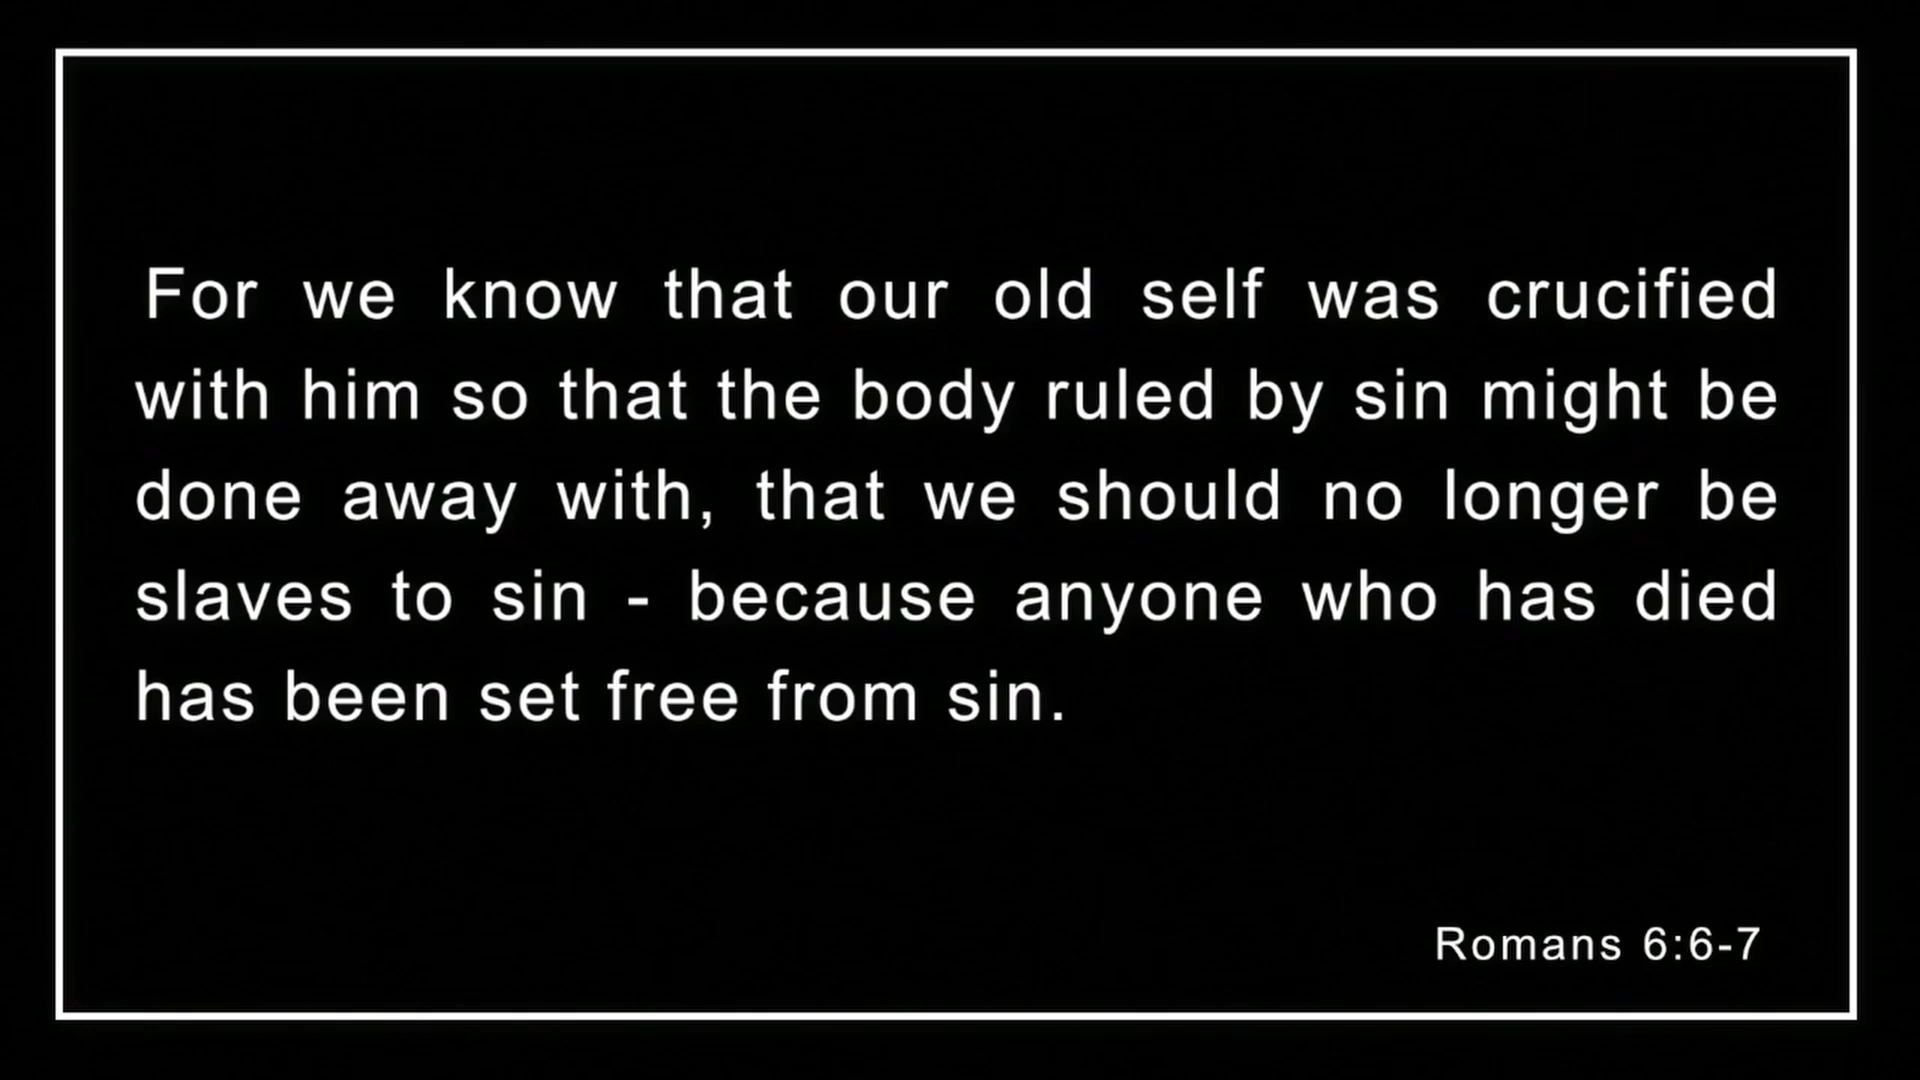 For we know that our old self was crucified
with him so that the body ruled by sin might be
done away with, that we should no longer be
slaves to sin - because anyone who has died
has been set free from sin.
Romans 6:6-7